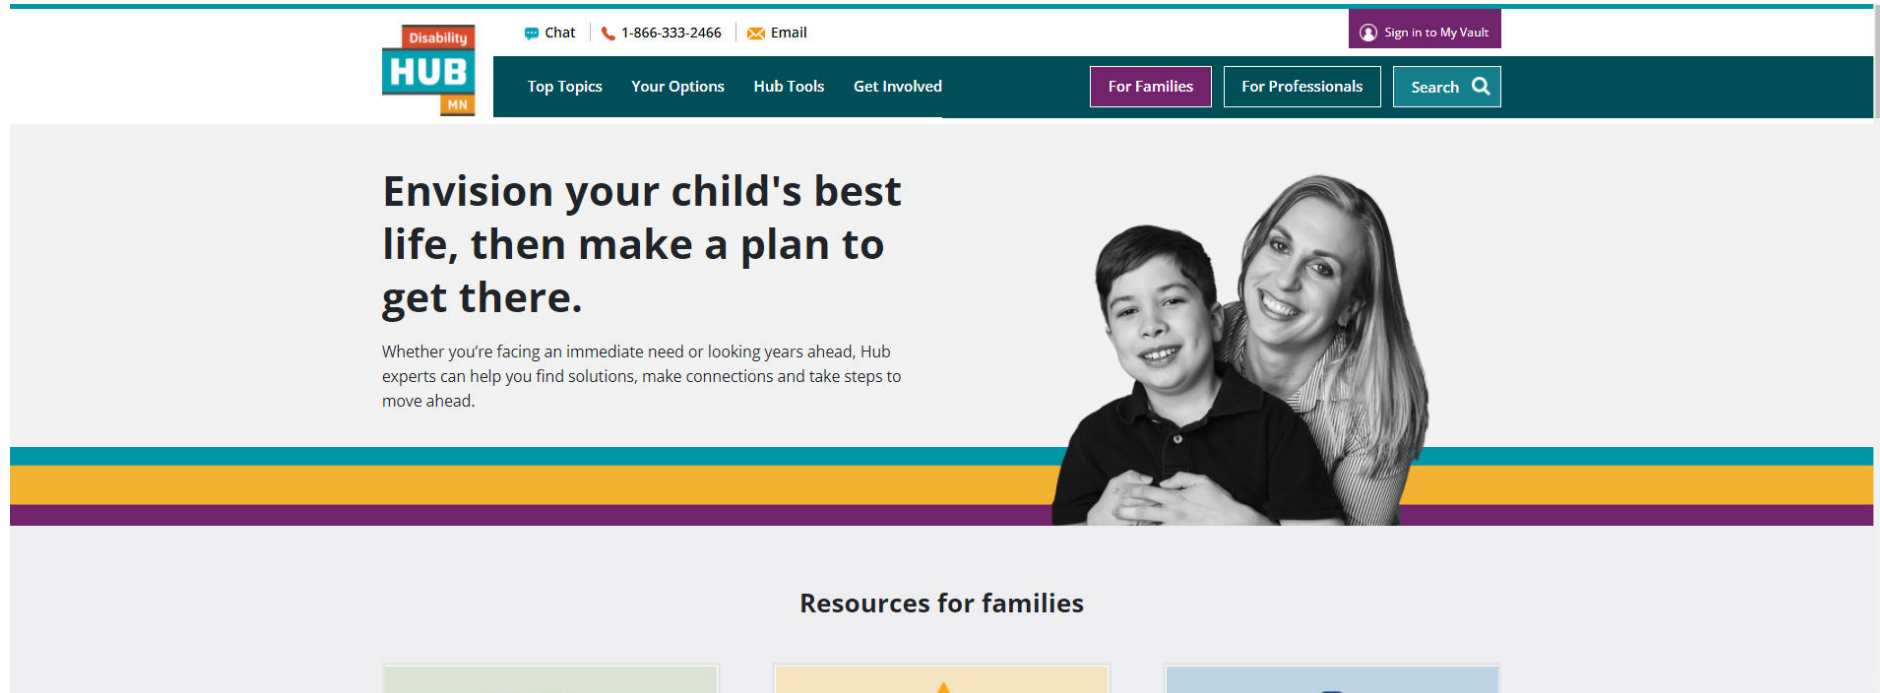 Disability
HUB
MN
Chat
1-866-333-2466
Email
Sign in to My Vault
Top Topics
Your Options
Hub Tools
Get Involved
For Families
For Professionals
Search
Envision your child's best
life, then make a plan to
get there.
Whether you’re facing an immediate need or looking years ahead, Hub
experts can help you find solutions, make connections and take steps to
move ahead.
Resources for families